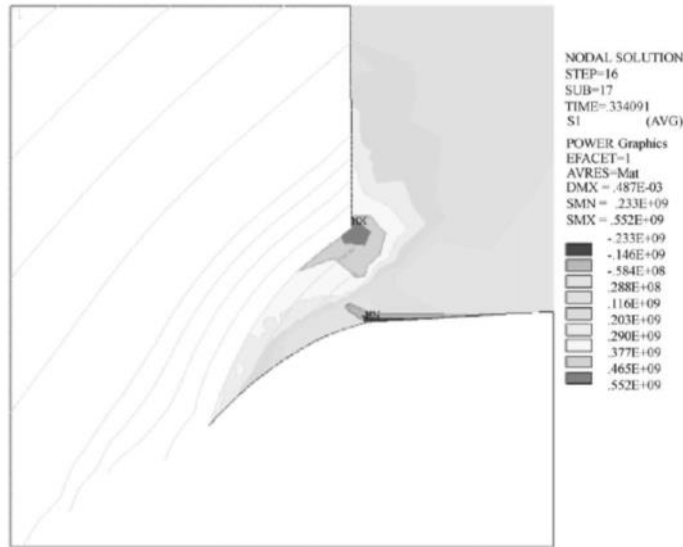 NODAL SOLUTION
STEP=16
SUB=17
TIME=.334091
S1 (AVG)
POWER Graphics
EFACET=1
AVRES=Mat
DMX = .487E-03
SMN = .233E+09
SMX = .552E+09
-.233E+09
-.146E+09
-.584E+08
.288E+08
.116E+09
.203E+09
.290E+09
.377E+09
.465E+09
.552E+09
MX
MN